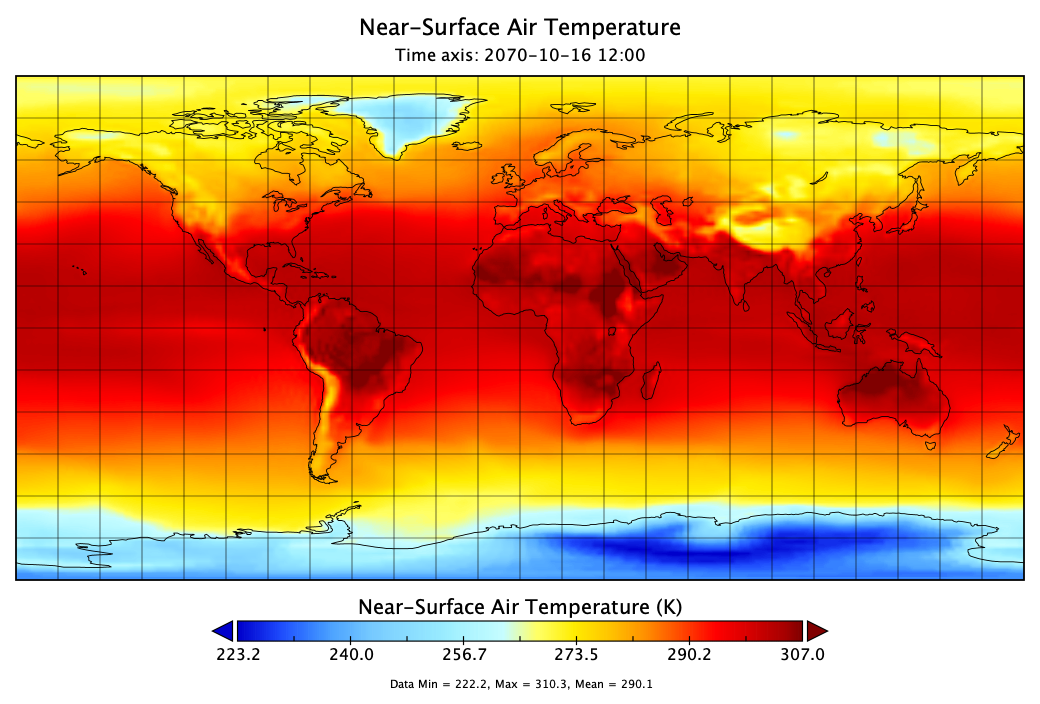 Near-Surface Air Temperature
Time axis: 2070-10-16 12:00
Near-Surface Air Temperature (K)
223.2 240.0 256.7 273.5 290.2 307.0
Data Min = 222.2, Max = 310.3, Mean = 290.1